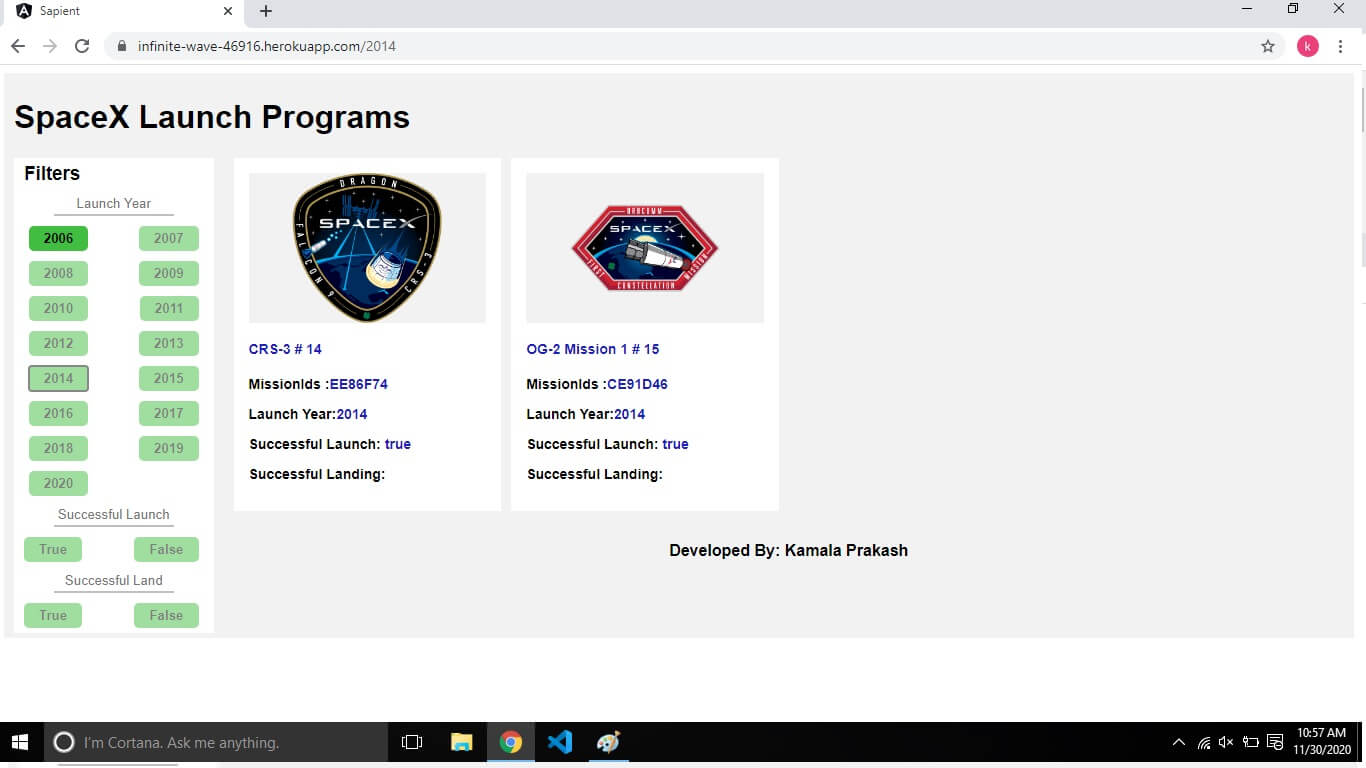 Sapient
infinite-wave-46916.herokuapp.com/2014
k
SpaceX Launch Programs
Filters
Launch Year
2006 2007
2008 2009
2010 2011
2012 2013
2014 2015
2016 2017
2018 2019
2020
Successful Launch
True False
Successful Land
True False
DRAGON
SPACEX
FALCON 9
CRS-3
CRS-3 # 14
MissionIds :EE86F74
Launch Year:2014
Successful Launch: true
Successful Landing:
ORBCOMM
SPACEX
FIRST
CONSTELLATION
MISSION
OG-2 Mission 1 # 15
MissionIds :CE91D46
Launch Year:2014
Successful Launch: true
Successful Landing:
Developed By: Kamala Prakash
I'm Cortana. Ask me anything.
10:57 AM
11/30/2020